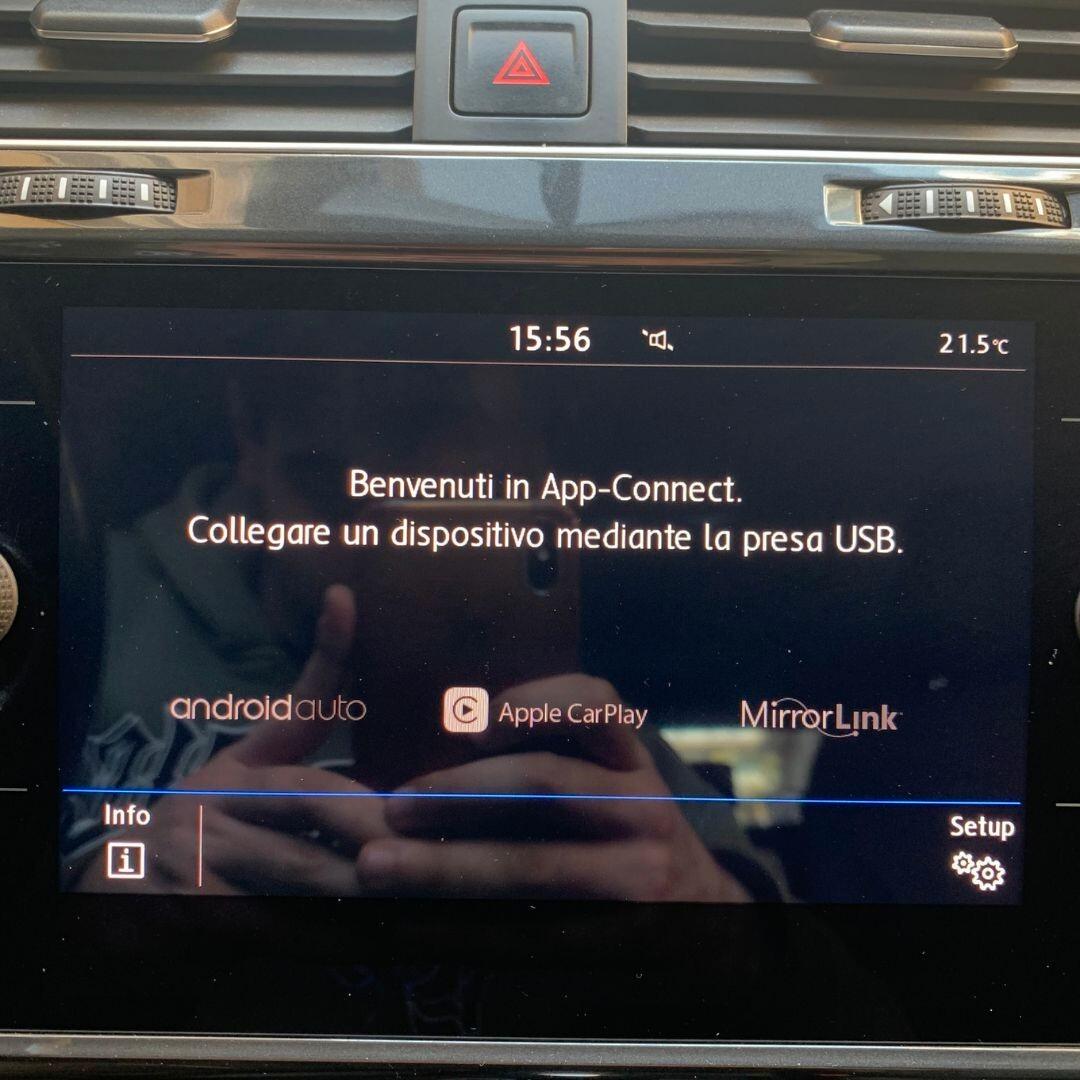 15:56
21.5°C
Benvenuti in App-Connect.
Collegare un dispositivo mediante la presa USB.
androidauto
Apple CarPlay
MirrorLink™
Info
Setup